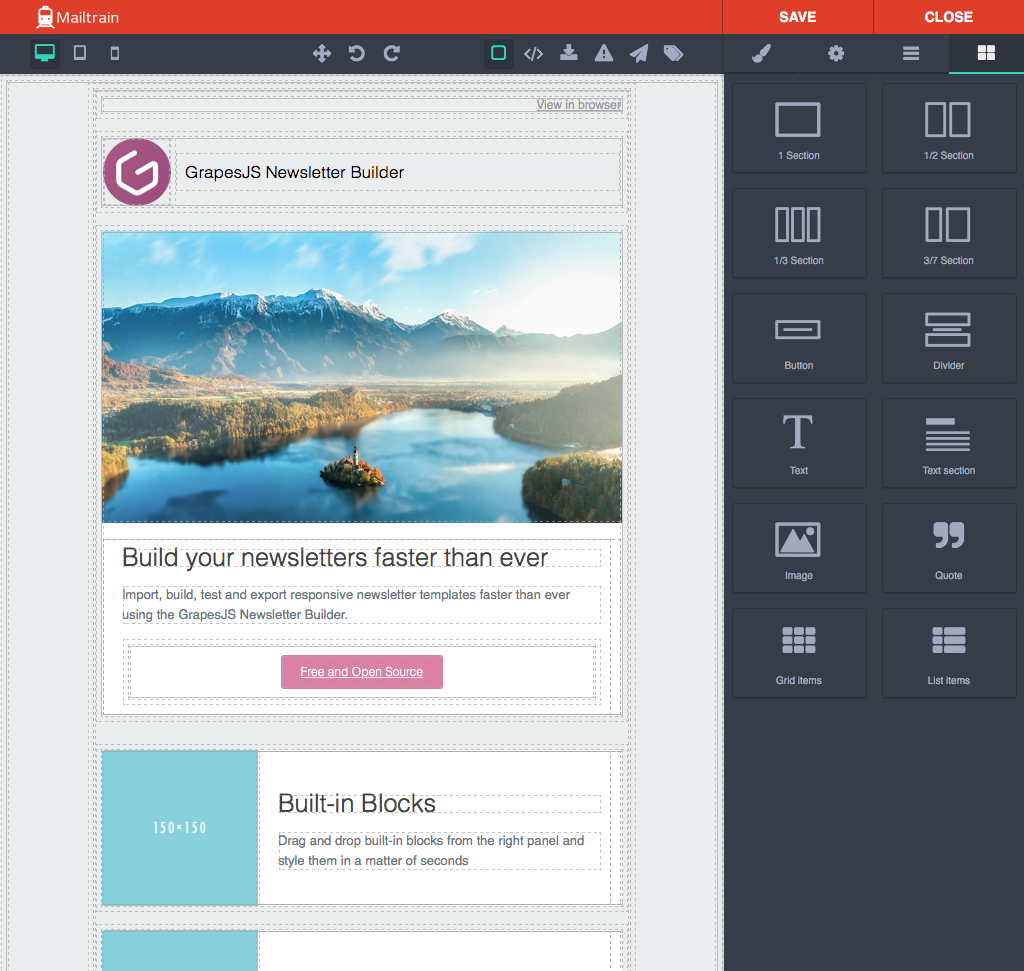 Mailtrain
SAVE
CLOSE
View in browser
GrapesJS Newsletter Builder
Build your newsletters faster than ever
Import, build, test and export responsive newsletter templates faster than ever
using the GrapesJS Newsletter Builder.
Free and Open Source
150×150
Built-in Blocks
Drag and drop built-in blocks from the right panel and
style them in a matter of seconds
1 Section
1/2 Section
1/3 Section
3/7 Section
Button
Divider
Text
Text section
Image
Quote
Grid items
List items